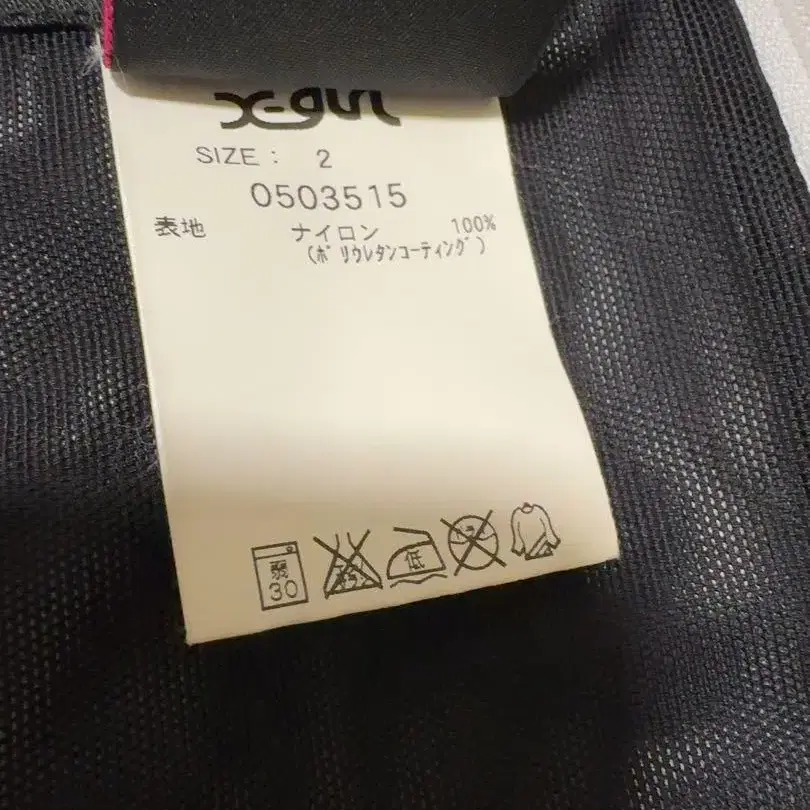 X-girl
SIZE: 2
0503515
表地 ナイロン 100%
(ポリウレタンコーティング)
弱
30
低